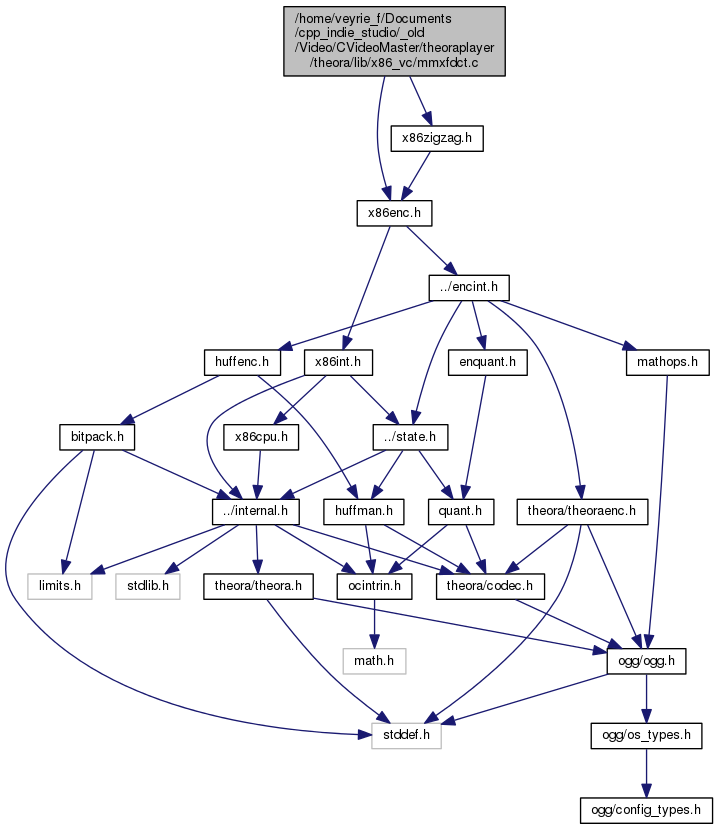 /home/veyrie_f/Documents
/cpp_indie_studio/_old
/Video/CVideoMaster/theoraplayer
/theora/lib/x86_vc/mmxfdct.c
x86zigzag.h
x86enc.h
../encint.h
huffenc.h
x86int.h
enquant.h
mathops.h
bitpack.h
x86cpu.h
../state.h
../internal.h
huffman.h
quant.h
theora/theoraenc.h
limits.h
stdlib.h
theora/theora.h
ocintrin.h
theora/codec.h
math.h
ogg/ogg.h
stddef.h
ogg/os_types.h
ogg/config_types.h